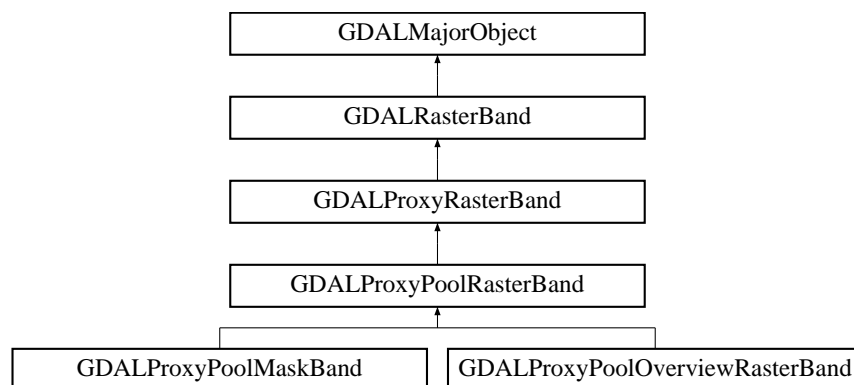 GDALMajorObject
GDALRasterBand
GDALProxyRasterBand
GDALProxyPoolRasterBand
GDALProxyPoolMaskBand
GDALProxyPoolOverviewRasterBand